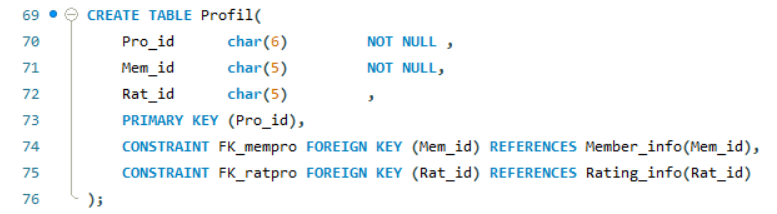 69 CREATE TABLE Profil(
70 Pro_id char(6) NOT NULL ,
71 Mem_id char(5) NOT NULL,
72 Rat_id char(5) ,
73 PRIMARY KEY (Pro_id),
74 CONSTRAINT FK_mempro FOREIGN KEY (Mem_id) REFERENCES Member_info(Mem_id),
75 CONSTRAINT FK_ratpro FOREIGN KEY (Rat_id) REFERENCES Rating_info(Rat_id)
76 );